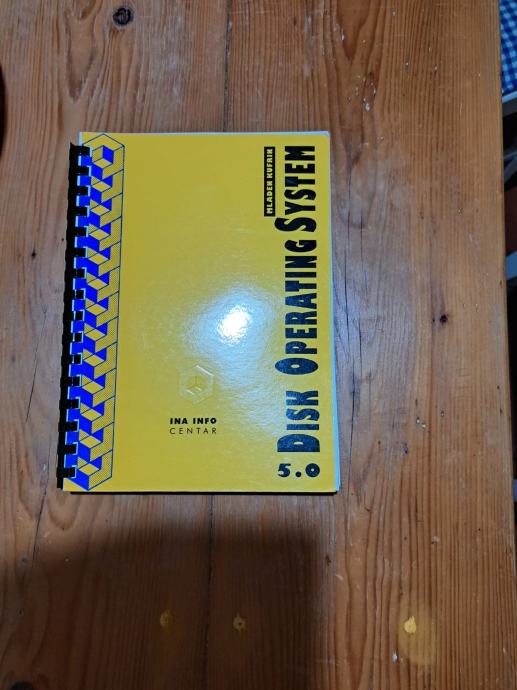 MLADEN KUFRIN
DISK OPERATING SYSTEM
5.0
INA INFO
CENTAR